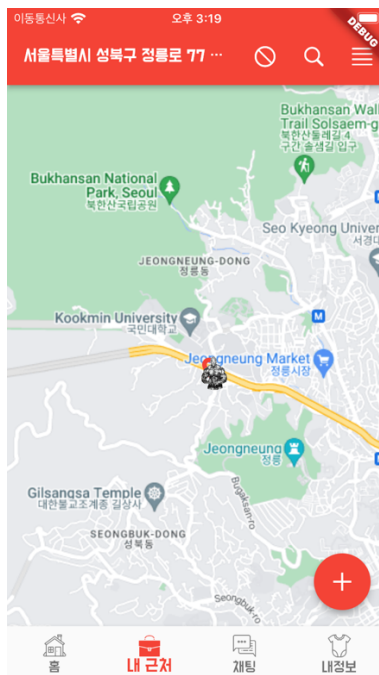 이동통신사
오후 3:19
DEBUG
서울특별시 성북구 정릉로 77 …
Bukhansan Wal
Trail Solsaem-g
북한산둘레길 4
구간 솔샘길 입구
Bukhansan National
Park, Seoul
북한산국립공원
Seo Kyeong Univer
서경대
JEONGNEUNG-DONG
정릉동
Kookmin University
국민대학교
M
Jeongneung Market
정릉시장
Jeongneung
정릉
Bugaksan-ro
Gilsangsa Temple
대한불교조계종 길상사
SEONGBUK-DONG
성북동
Seongbuk-ro
+
홈
내 근처
채팅
내정보